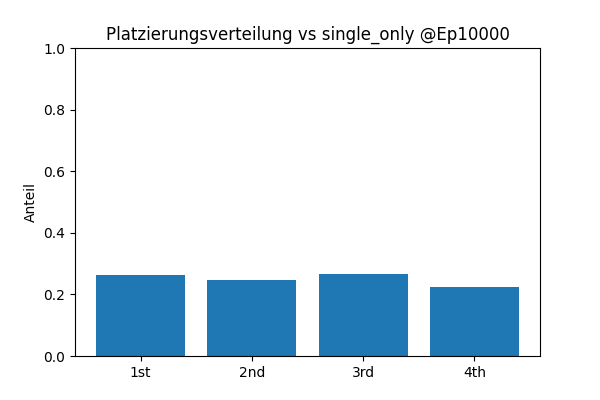 Platzierungsverteilung vs single_only @Ep10000
1.0
0.8
0.6
0.4
0.2
0.0
Anteil
1st
2nd
3rd
4th